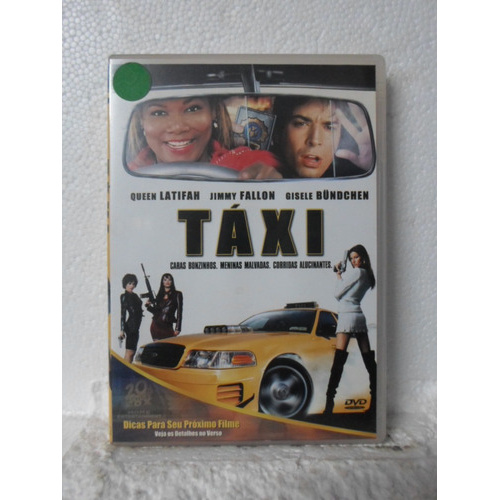 QUEEN LATIFAH JIMMY FALLON GISELE BÜNDCHEN
TÁXI
CARAS BONZINHOS. MENINAS MALVADAS. CORRIDAS ALUCINANTES.
20
DVD
Dicas Para Seu Próximo Filme
Veja os Detalhes no Verso